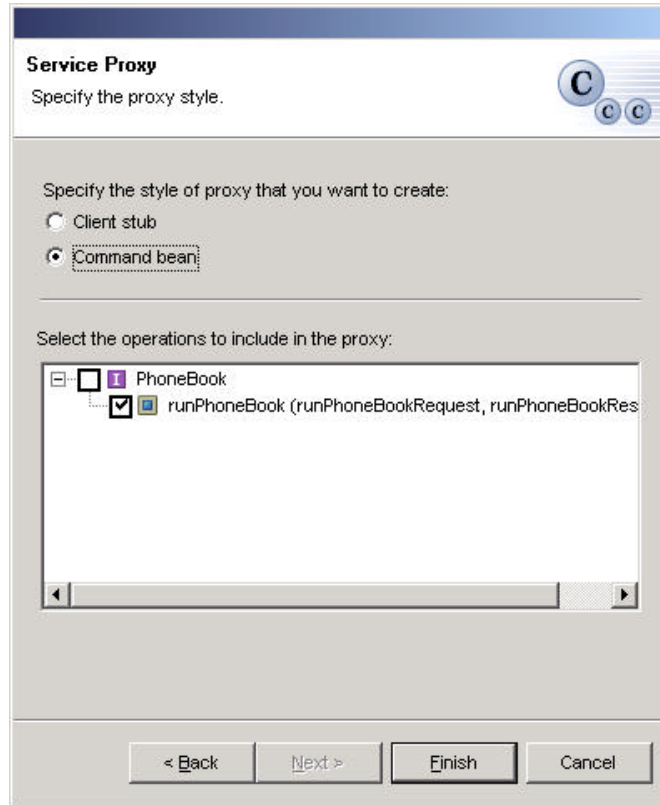 Service Proxy
Specify the proxy style.
C
C C
Specify the style of proxy that you want to create:
Client stub
Command bean
Select the operations to include in the proxy:
I PhoneBook
runPhoneBook (runPhoneBookRequest, runPhoneBookRes
< Back Next > Finish Cancel